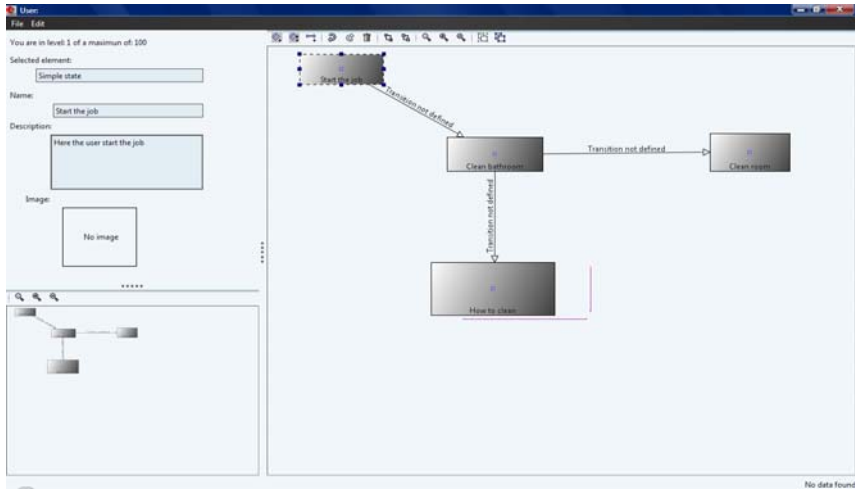 User:
File Edit
You are in level: 1 of a maximun of: 100
Selected element:
Simple state
Name:
Start the job
Description:
Here the user start the job
Image:
No image
Start the job
Transition not defined
Clean bathroom
Transition not defined
Clean room
Transition not defined
How to clean
No data found